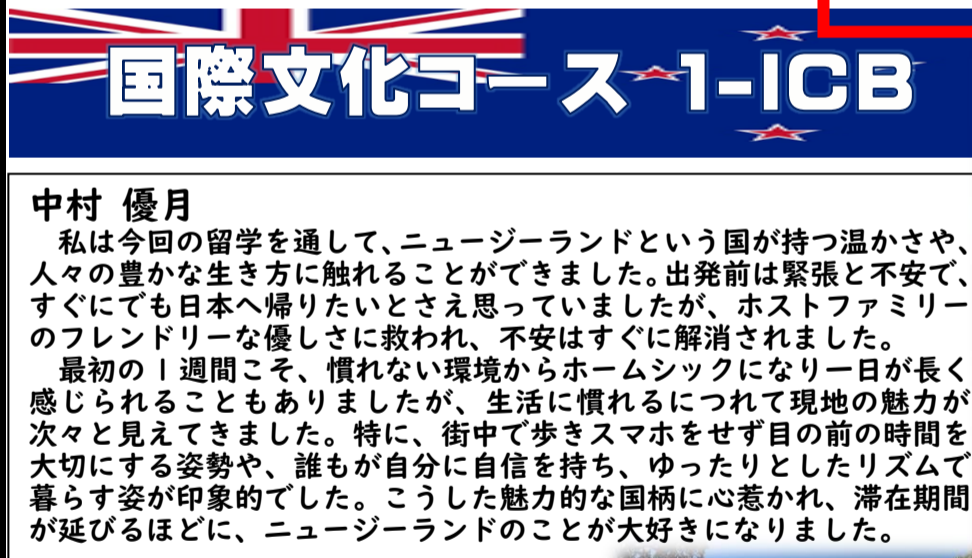 国際文化コース 1-ICB
中村 優月
私は今回の留学を通して、ニュージーランドという国が持つ温かさや、
人々の豊かな生き方に触れることができました。出発前は緊張と不安で、
すぐにでも日本へ帰りたいとさえ思っていましたが、ホストファミリー
のフレンドリーな優しさに救われ、不安はすぐに解消されました。
最初の1週間こそ、慣れない環境からホームシックになり一日が長く
感じられることもありましたが、生活に慣れるにつれて現地の魅力が
次々と見えてきました。特に、街中で歩きスマホをせず目の前の時間を
大切にする姿勢や、誰もが自分に自信を持ち、ゆったりとしたリズムで
暮らす姿が印象的でした。こうした魅力的な国柄に心惹かれ、滞在期間
が延びるほどに、ニュージーランドのことが大好きになりました。